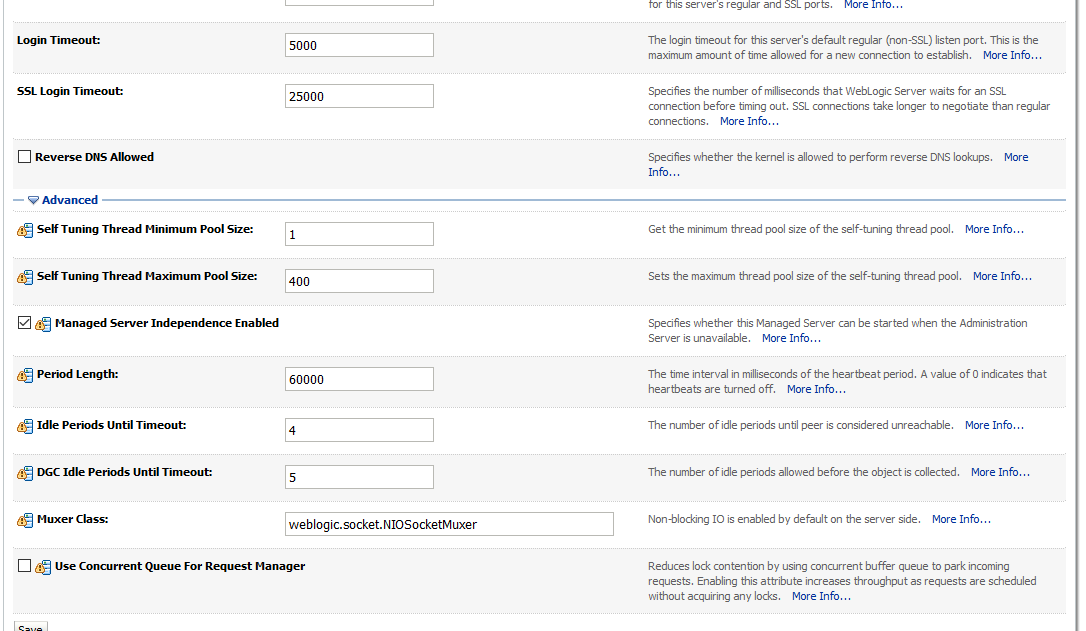 for this server's regular and SSL ports. More Info...
Login Timeout:
5000
The login timeout for this server's default regular (non-SSL) listen port. This is the
maximum amount of time allowed for a new connection to establish. More Info...
SSL Login Timeout:
25000
Specifies the number of milliseconds that WebLogic Server waits for an SSL
connection before timing out. SSL connections take longer to negotiate than regular
connections. More Info...
Reverse DNS Allowed
Specifies whether the kernel is allowed to perform reverse DNS lookups. More
Info...
Advanced
Self Tuning Thread Minimum Pool Size:
1
Get the minimum thread pool size of the self-tuning thread pool. More Info...
Self Tuning Thread Maximum Pool Size:
400
Sets the maximum thread pool size of the self-tuning thread pool. More Info...
Managed Server Independence Enabled
Specifies whether this Managed Server can be started when the Administration
Server is unavailable. More Info...
Period Length:
60000
The time interval in milliseconds of the heartbeat period. A value of 0 indicates that
heartbeats are turned off. More Info...
Idle Periods Until Timeout:
4
The number of idle periods until peer is considered unreachable. More Info...
DGC Idle Periods Until Timeout:
5
The number of idle periods allowed before the object is collected. More Info...
Muxer Class:
weblogic.socket.NIOSocketMuxer
Non-blocking IO is enabled by default on the server side. More Info...
Use Concurrent Queue For Request Manager
Reduces lock contention by using concurrent buffer queue to park incoming
requests. Enabling this attribute increases throughput as requests are scheduled
without acquiring any locks. More Info...
Save